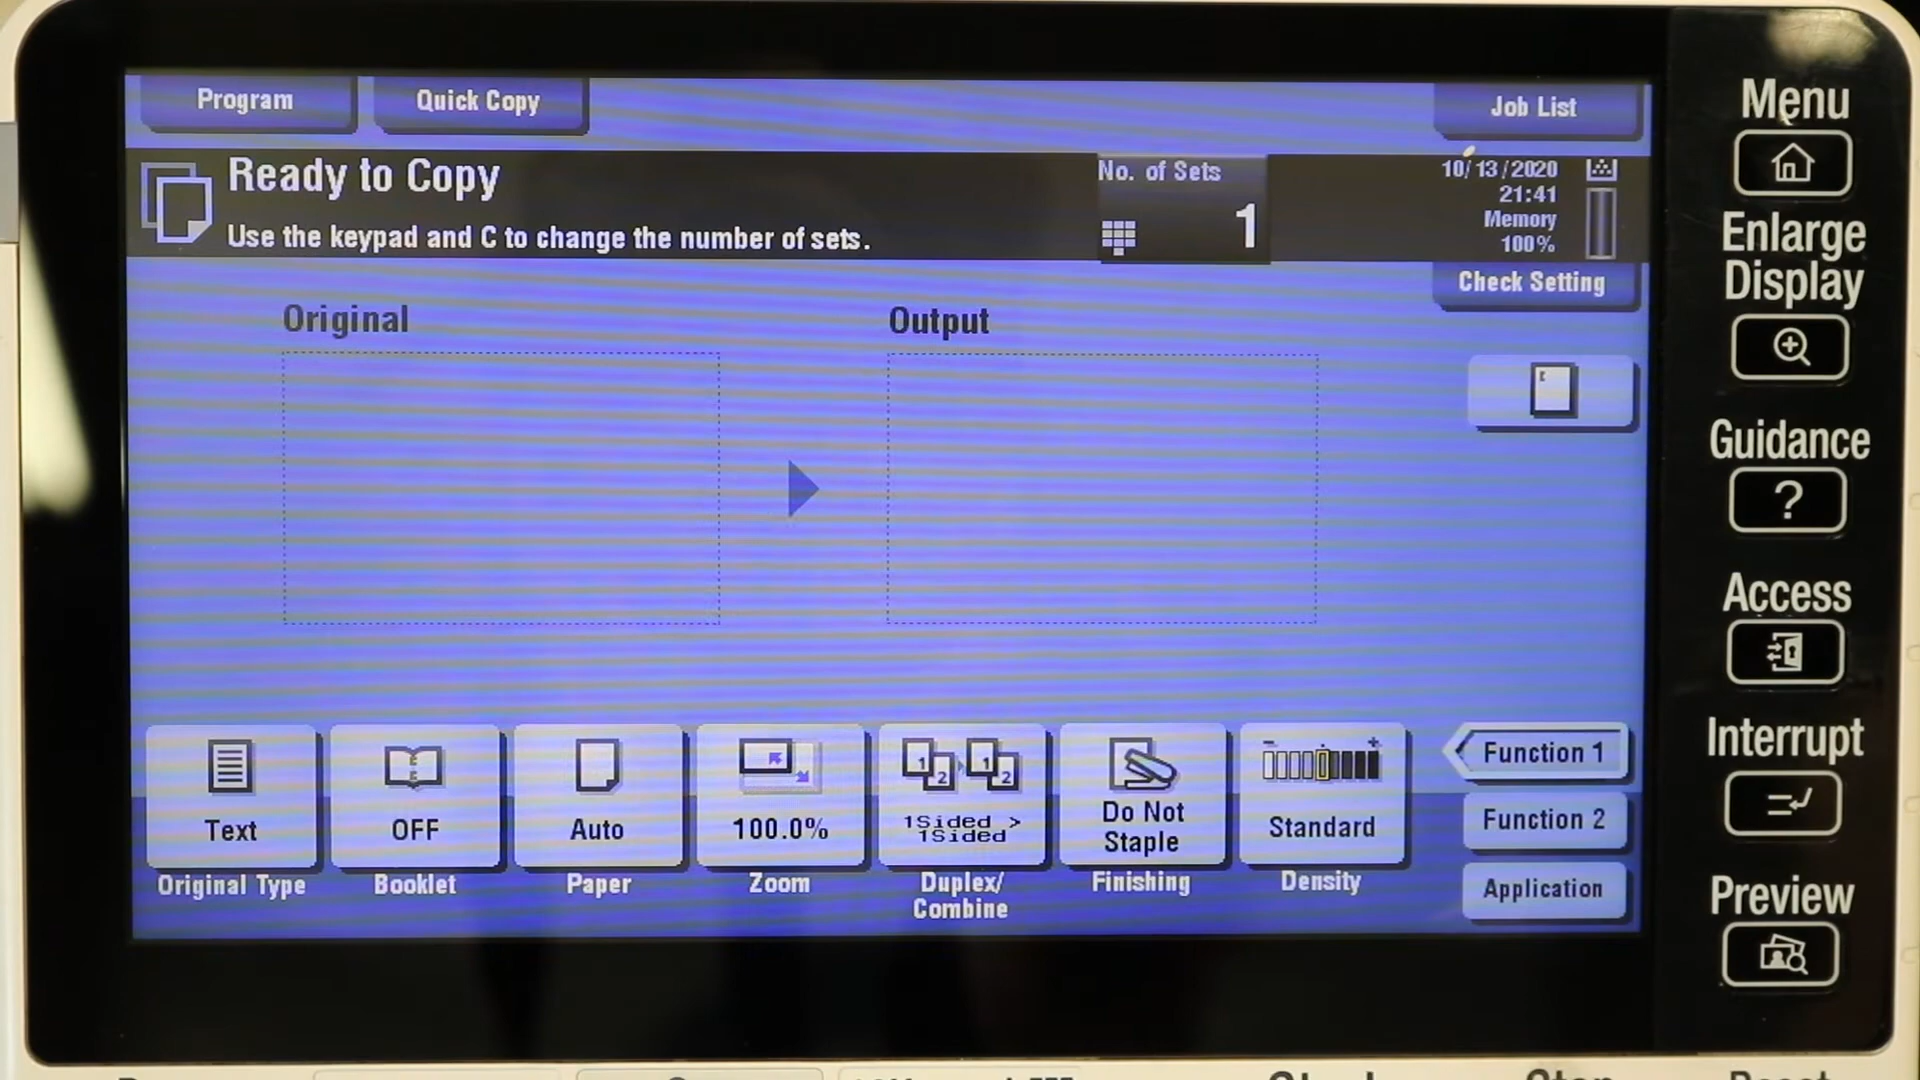 Program
Quick Copy
Job List
Ready to Copy
Use the keypad and C to change the number of sets.
No. of Sets
1
10/13/2020
21:41
Memory
100%
Check Setting
Original
Output
Text
Original Type
OFF
Booklet
Auto
Paper
100.0%
Zoom
1Sided >
1Sided
Duplex/
Combine
Do Not
Staple
Finishing
Standard
Density
Function 1
Function 2
Application
Menu
Enlarge
Display
Guidance
?
Access
Interrupt
Preview